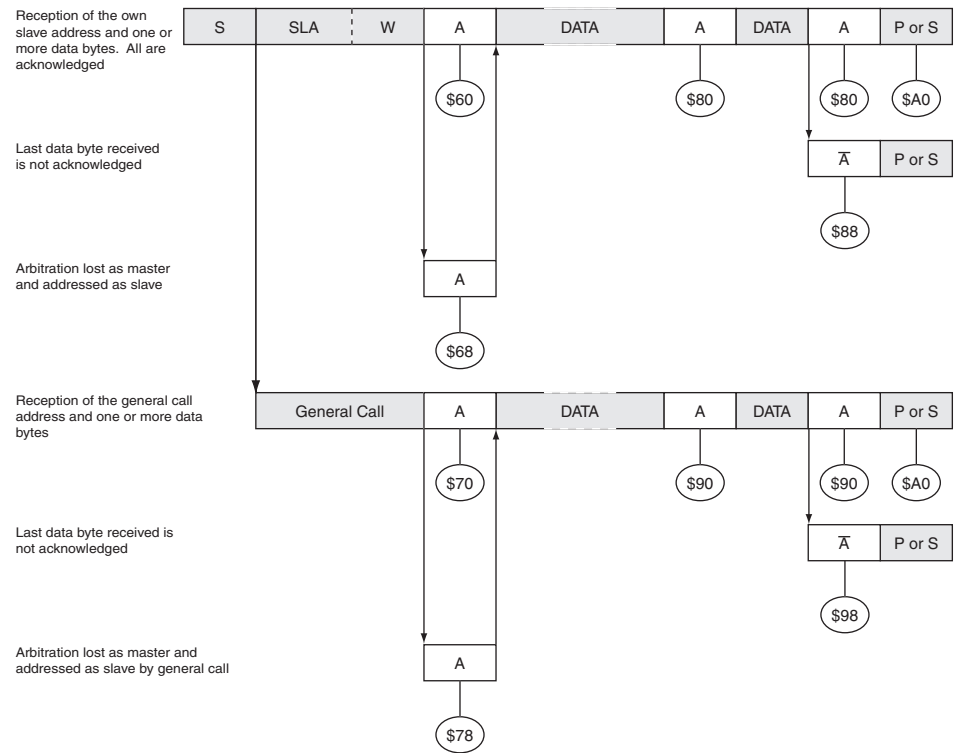 Reception of the own
slave address and one or
more data bytes. All are
acknowledged
S SLA W A DATA A DATA A P or S
$60 $80 $80 $A0
Last data byte received
is not acknowledged
A̅ P or S
$88
Arbitration lost as master
and addressed as slave
A
$68
Reception of the general call
address and one or more data
bytes
General Call A DATA A DATA A P or S
$70 $90 $90 $A0
Last data byte received is
not acknowledged
A̅ P or S
$98
Arbitration lost as master and
addressed as slave by general call
A
$78